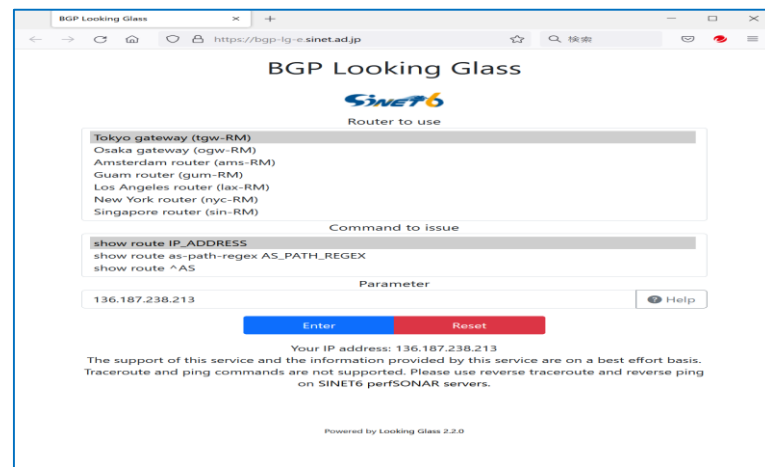 BGP Looking Glass
https://bgp-lg-e.sinet.ad.jp
検索
BGP Looking Glass
SINET6
Router to use
Tokyo gateway (tgw-RM)
Osaka gateway (ogw-RM)
Amsterdam router (ams-RM)
Guam router (gum-RM)
Los Angeles router (lax-RM)
New York router (nyc-RM)
Singapore router (sin-RM)
Command to issue
show route IP_ADDRESS
show route as-path-regex AS_PATH_REGEX
show route ^AS
Parameter
136.187.238.213 Help
Enter Reset
Your IP address: 136.187.238.213
The support of this service and the information provided by this service are on a best effort basis.
Traceroute and ping commands are not supported. Please use reverse traceroute and reverse ping
on SINET6 perfSONAR servers.
Powered by Looking Glass 2.2.0